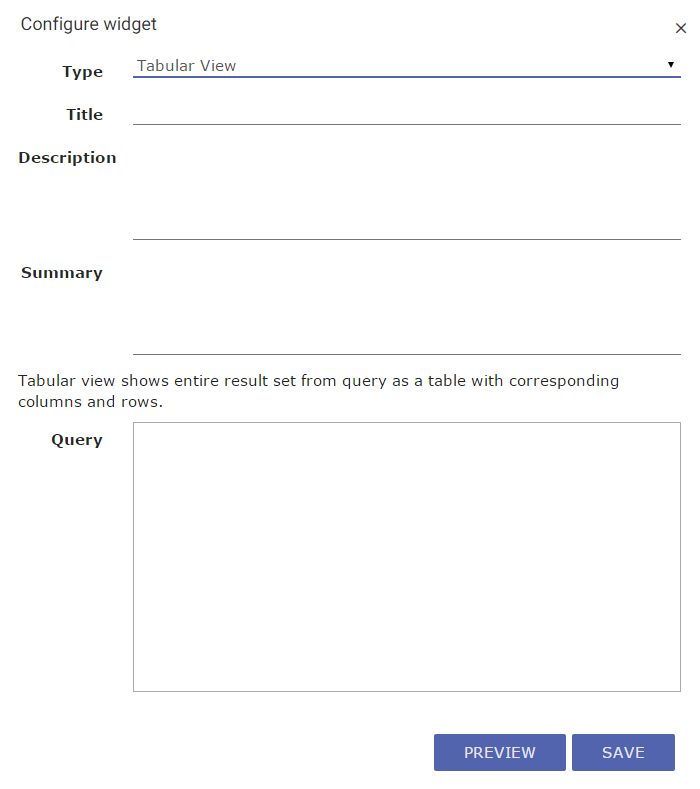 Configure widget
×
Type
Tabular View
Title
Description
Summary
Tabular view shows entire result set from query as a table with corresponding
columns and rows.
Query
PREVIEW SAVE